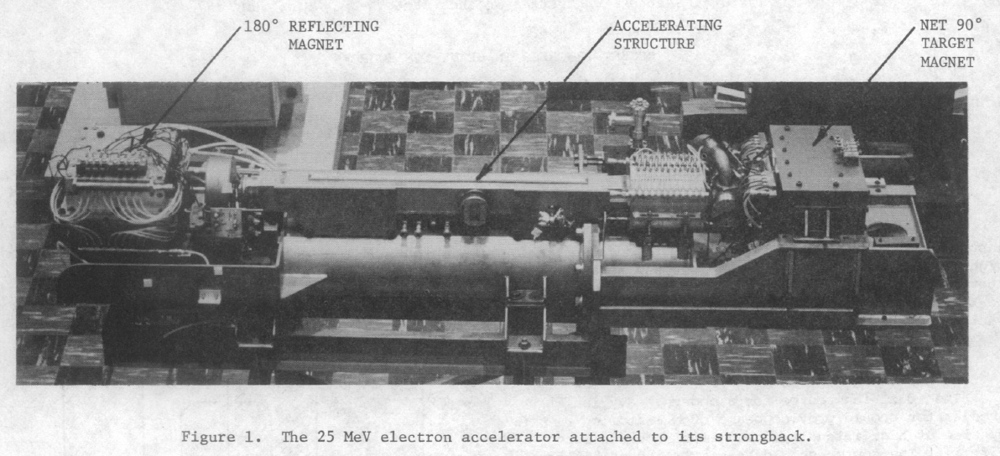 180° REFLECTING
MAGNET
ACCELERATING
STRUCTURE
NET 90°
TARGET
MAGNET
Figure 1. The 25 MeV electron accelerator attached to its strongback.